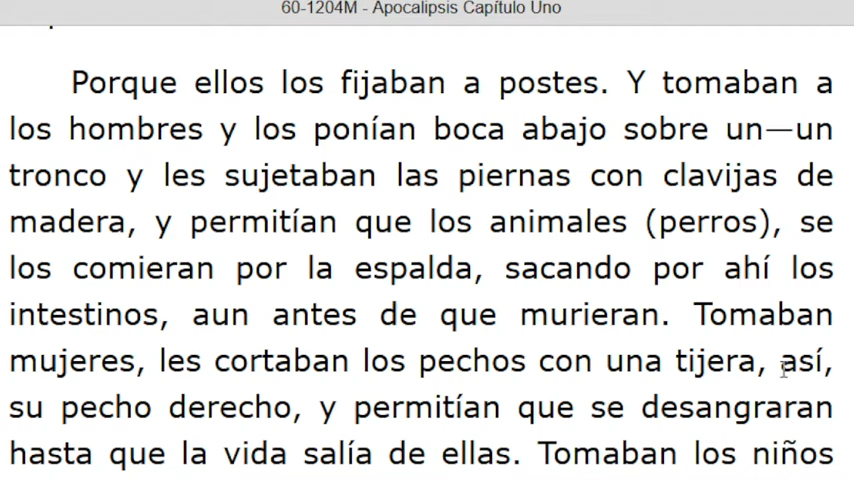 60-1204M - Apocalipsis Capítulo Uno
Porque ellos los fijaban a postes. Y tomaban a
los hombres y los ponían boca abajo sobre un—un
tronco y les sujetaban las piernas con clavijas de
madera, y permitían que los animales (perros), se
los comieran por la espalda, sacando por ahí los
intestinos, aun antes de que murieran. Tomaban
mujeres, les cortaban los pechos con una tijera, así,
su pecho derecho, y permitían que se desangraran
hasta que la vida salía de ellas. Tomaban los niños